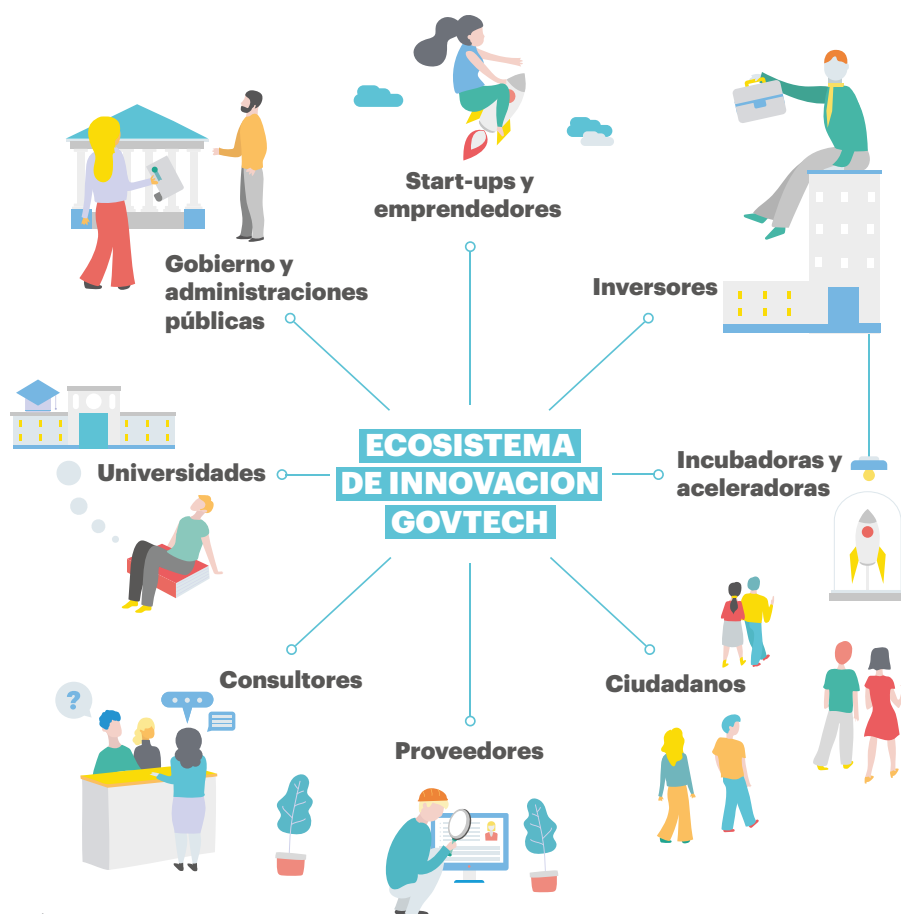 Start-ups y
emprendedores
Gobierno y
administraciones
públicas
Inversores
ECOSISTEMA
DE INNOVACION
GOVTECH
Universidades
Incubadoras y
aceleradoras
Consultores
Ciudadanos
Proveedores
?